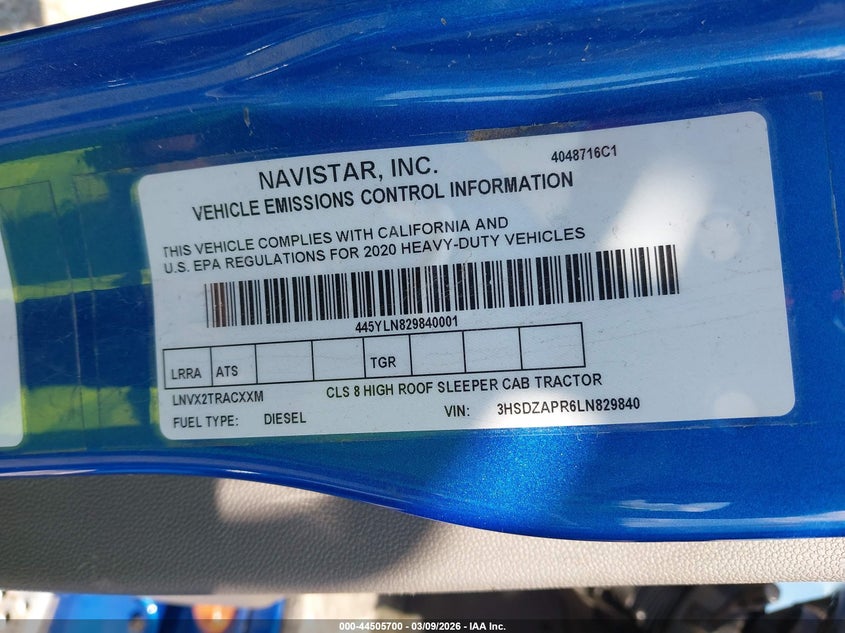 NAVISTAR, INC.
4048716C1
VEHICLE EMISSIONS CONTROL INFORMATION
THIS VEHICLE COMPLIES WITH CALIFORNIA AND
U.S. EPA REGULATIONS FOR 2020 HEAVY-DUTY VEHICLES
445YLN829840001
LRRA ATS TGR
LNVX2TRACXXM CLS 8 HIGH ROOF SLEEPER CAB TRACTOR
FUEL TYPE: DIESEL VIN: 3HSDZAPR6LN829840
000-44505700 - 03/09/2026 - IAA Inc.